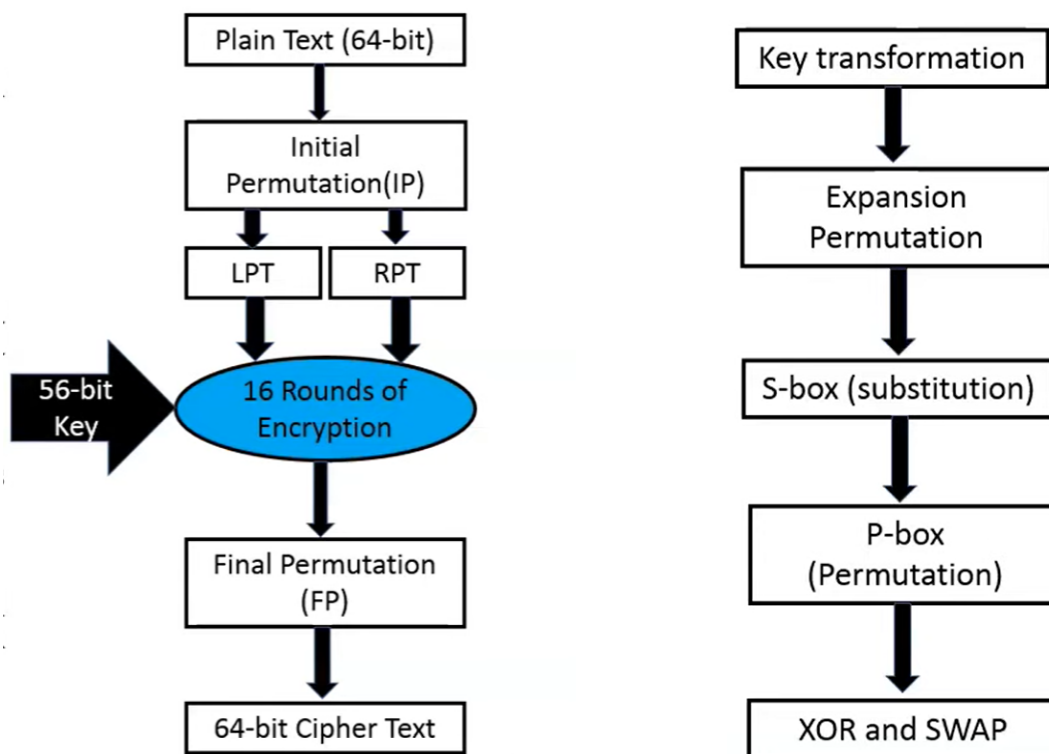 Plain Text (64-bit)
Initial
Permutation(IP)
LPT
RPT
56-bit
Key
16 Rounds of
Encryption
Final Permutation
(FP)
64-bit Cipher Text
Key transformation
Expansion
Permutation
S-box (substitution)
P-box
(Permutation)
XOR and SWAP